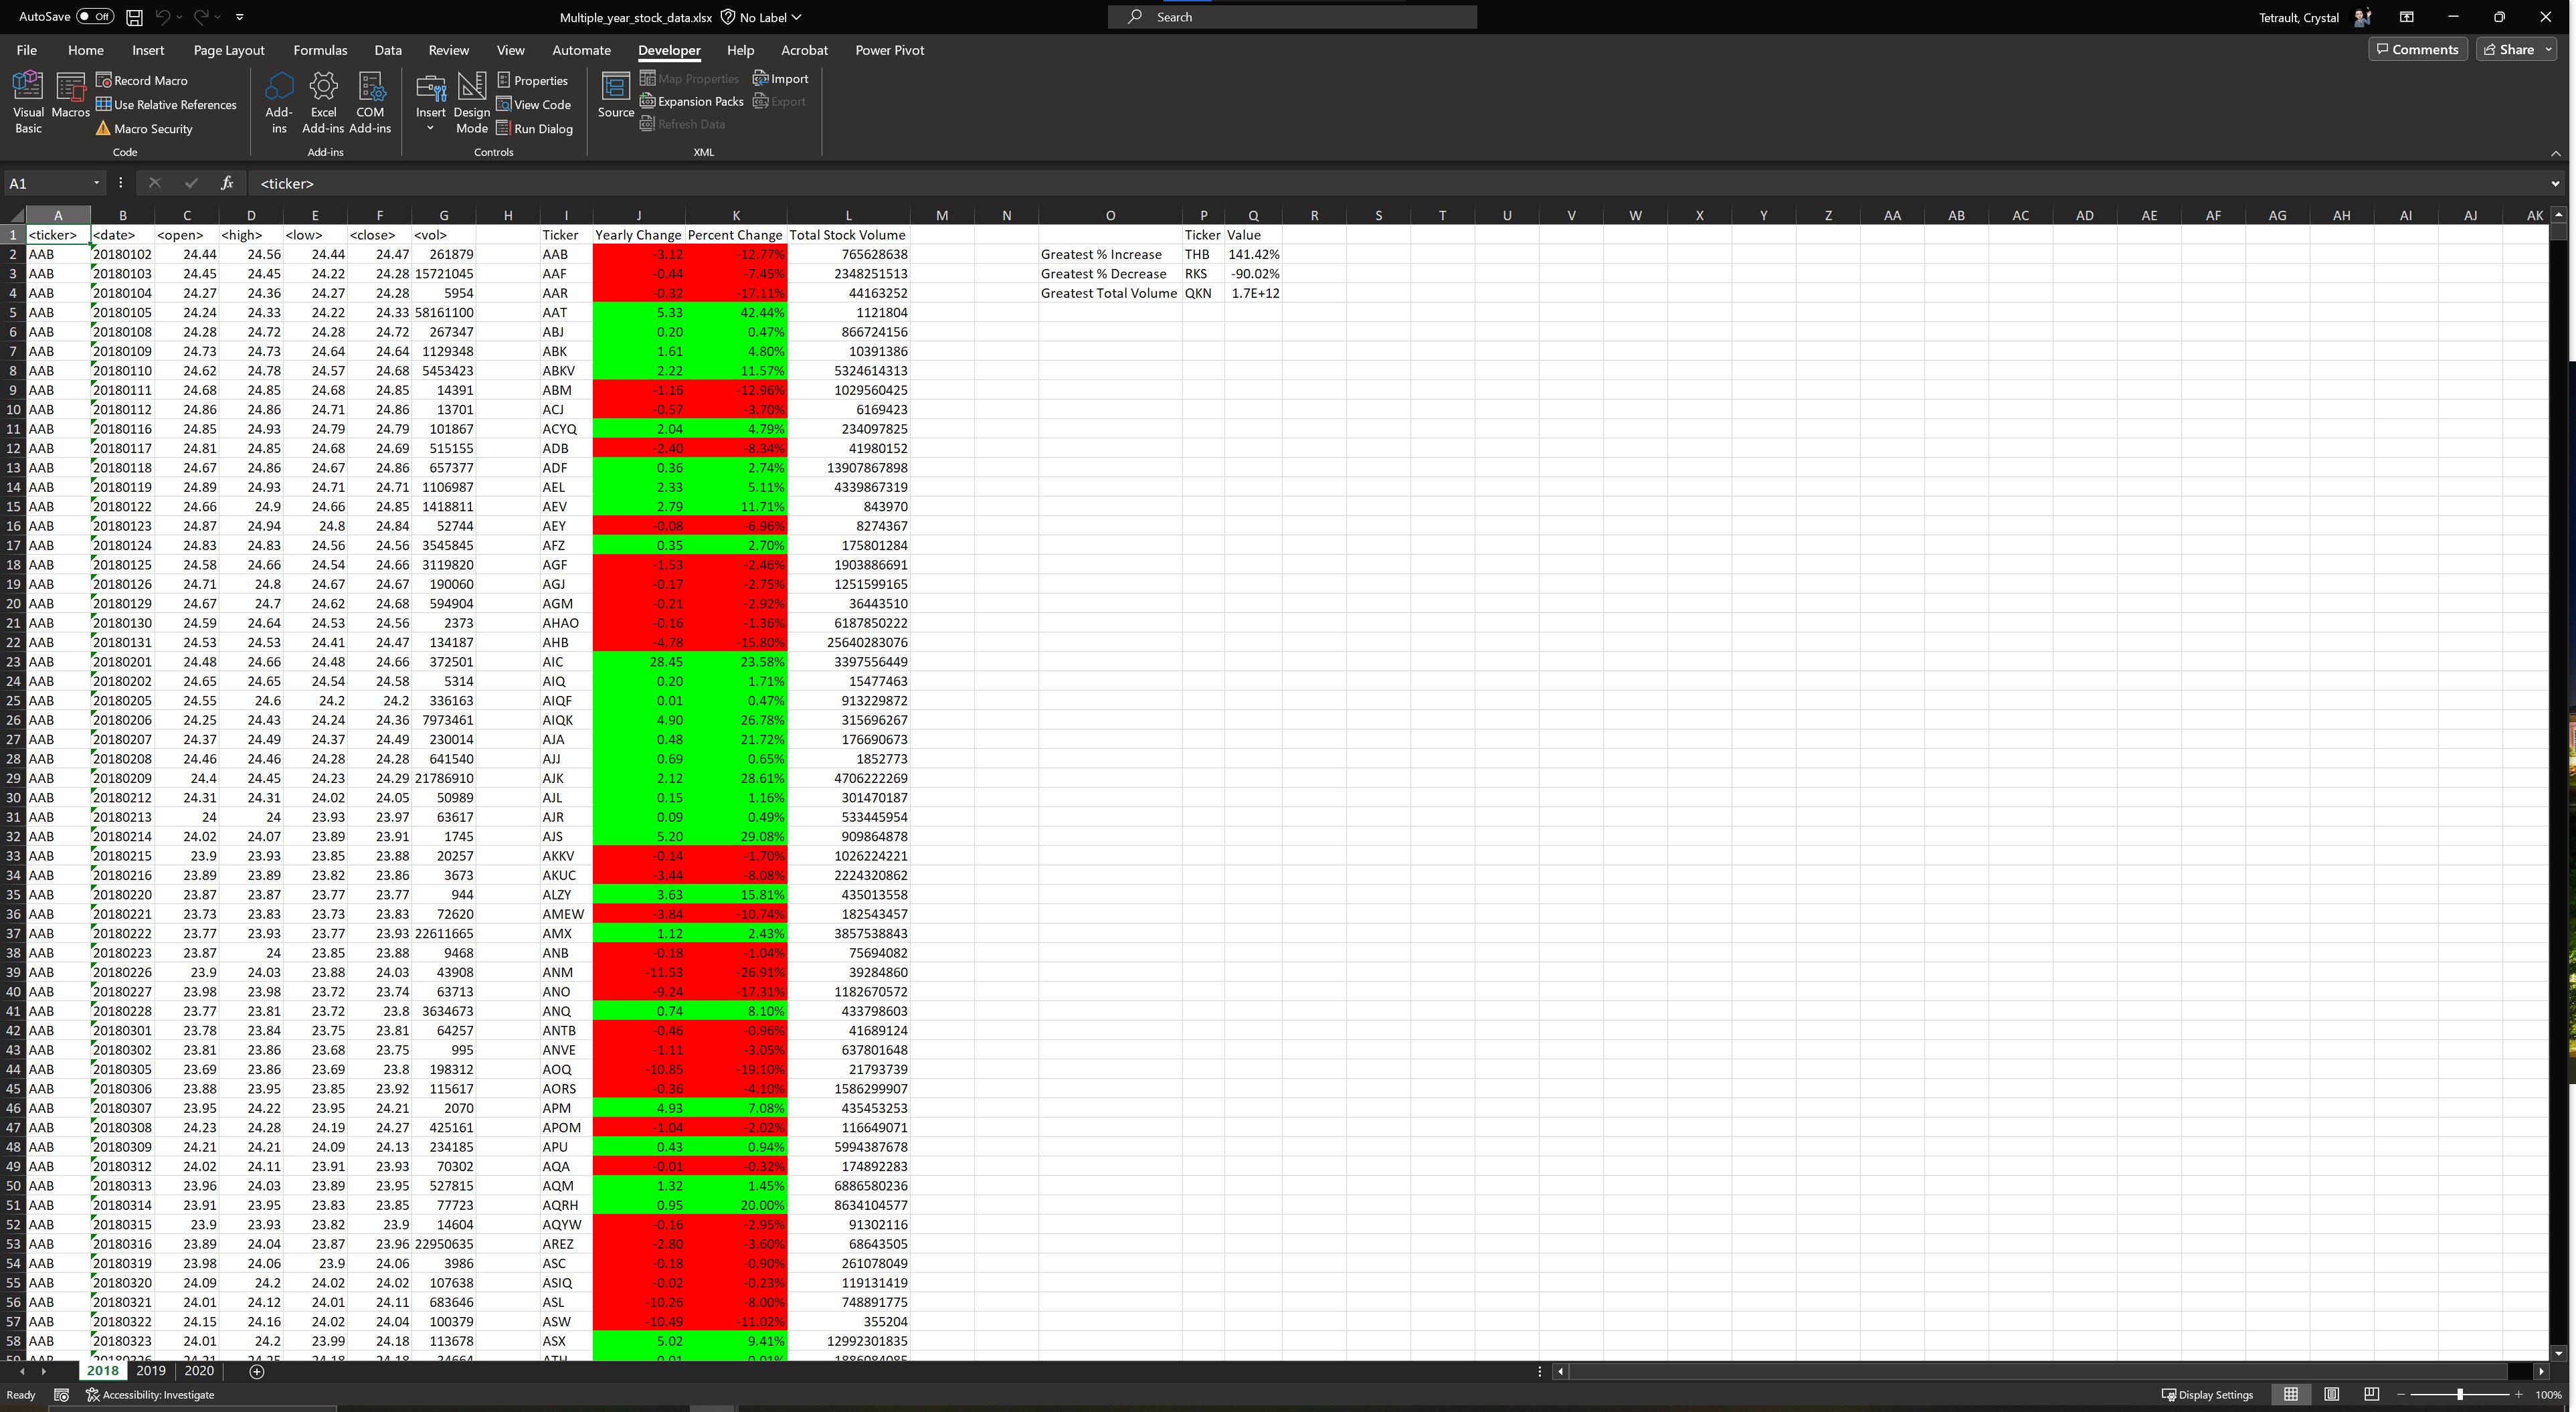 AutoSave Off Multiple_year_stock_data.xlsx No Label Search Tetrault, Crystal
File Home Insert Page Layout Formulas Data Review View Automate Developer Help Acrobat Power Pivot Comments Share
Visual Basic Macros Record Macro Use Relative References Macro Security Code
Add-ins Excel Add-ins COM Add-ins Add-ins
Insert Design Mode Properties View Code Run Dialog Controls
Source Map Properties Expansion Packs Refresh Data Import Export XML
A1 fx <ticker>
A B C D E F G H I J K L M N O P Q R S T U V W X Y Z AA AB AC AD AE AF AG AH AI AJ AK
1 <ticker> <date> <open> <high> <low> <close> <vol> Ticker Yearly Change Percent Change Total Stock Volume Ticker Value
2 AAB 20180102 24.44 24.56 24.44 24.47 261879 AAB -3.12 -12.77% 765628638 Greatest % Increase THB 141.42%
3 AAB 20180103 24.45 24.45 24.22 24.28 15721045 AAF -0.44 -7.45% 2348251513 Greatest % Decrease RKS -90.02%
4 AAB 20180104 24.27 24.36 24.27 24.28 5954 AAR -0.32 -17.11% 44163252 Greatest Total Volume QKN 1.7E+12
5 AAB 20180105 24.24 24.33 24.22 24.33 58161100 AAT 5.33 42.44% 1121804
6 AAB 20180108 24.28 24.72 24.28 24.72 267347 ABJ 0.20 0.47% 866724156
7 AAB 20180109 24.73 24.73 24.64 24.64 1129348 ABK 1.61 4.80% 10391386
8 AAB 20180110 24.62 24.78 24.57 24.68 5453423 ABKV 2.22 11.57% 5324614313
9 AAB 20180111 24.68 24.85 24.68 24.85 14391 ABM -1.16 -12.96% 1029560425
10 AAB 20180112 24.86 24.86 24.71 24.86 13701 ACJ -0.57 -3.70% 6169423
11 AAB 20180116 24.85 24.93 24.79 24.79 101867 ACYQ 2.04 4.79% 234097825
12 AAB 20180117 24.81 24.85 24.68 24.69 515155 ADB -2.40 -8.34% 41980152
13 AAB 20180118 24.67 24.86 24.67 24.86 657377 ADF 0.36 2.74% 13907867898
14 AAB 20180119 24.89 24.93 24.71 24.71 1106987 AEL 2.33 5.11% 4339867319
15 AAB 20180122 24.66 24.9 24.66 24.85 1418811 AEV 2.79 11.71% 843970
16 AAB 20180123 24.87 24.94 24.8 24.84 52744 AEY -0.08 -6.96% 8274367
17 AAB 20180124 24.83 24.83 24.56 24.56 3545845 AFZ 0.35 2.70% 175801284
18 AAB 20180125 24.58 24.66 24.54 24.66 3119820 AGF -1.53 -2.46% 1903886691
19 AAB 20180126 24.71 24.8 24.67 24.67 190060 AGJ -0.17 -2.75% 1251599165
20 AAB 20180129 24.67 24.7 24.62 24.68 594904 AGM -0.21 -2.92% 36443510
21 AAB 20180130 24.59 24.64 24.53 24.56 2373 AHAO -0.16 -1.36% 6187850222
22 AAB 20180131 24.53 24.53 24.41 24.47 134187 AHB -4.78 -15.80% 25640283076
23 AAB 20180201 24.48 24.66 24.48 24.66 372501 AIC 28.45 23.58% 3397556449
24 AAB 20180202 24.65 24.65 24.54 24.58 5314 AIQ 0.20 1.71% 15477463
25 AAB 20180205 24.55 24.6 24.2 24.2 336163 AIQF 0.01 0.47% 913229872
26 AAB 20180206 24.25 24.43 24.24 24.36 7973461 AIQK 4.90 26.78% 315696267
27 AAB 20180207 24.37 24.49 24.37 24.49 230014 AJA 0.48 21.72% 176690673
28 AAB 20180208 24.46 24.46 24.28 24.28 641540 AJJ 0.69 0.65% 1852773
29 AAB 20180209 24.4 24.45 24.23 24.29 21786910 AJK 2.12 28.61% 4706222269
30 AAB 20180212 24.31 24.31 24.02 24.05 50989 AJL 0.15 1.16% 301470187
31 AAB 20180213 24 24 23.93 23.97 63617 AJR 0.09 0.49% 533445954
32 AAB 20180214 24.02 24.07 23.89 23.91 1745 AJS 5.20 29.08% 909864878
33 AAB 20180215 23.9 23.93 23.85 23.88 20257 AKKV -0.14 -1.70% 1026224221
34 AAB 20180216 23.89 23.89 23.82 23.86 3673 AKUC -3.44 -8.08% 2224320862
35 AAB 20180220 23.87 23.87 23.77 23.77 944 ALZY 3.63 15.81% 435013558
36 AAB 20180221 23.73 23.83 23.73 23.83 72620 AMEW -3.84 -10.74% 182543457
37 AAB 20180222 23.77 23.93 23.77 23.93 22611665 AMX 1.12 2.43% 3857538843
38 AAB 20180223 23.87 24 23.85 23.88 9468 ANB -0.18 -1.04% 75694082
39 AAB 20180226 23.9 24.03 23.88 24.03 43908 ANM -11.53 -26.91% 39284860
40 AAB 20180227 23.98 23.98 23.72 23.74 63713 ANO -9.24 -17.31% 1182670572
41 AAB 20180228 23.77 23.81 23.72 23.8 3634673 ANQ 0.74 8.10% 433798603
42 AAB 20180301 23.78 23.84 23.75 23.81 64257 ANTB -0.46 -0.96% 41689124
43 AAB 20180302 23.81 23.86 23.68 23.75 995 ANVE -1.11 -3.05% 637801648
44 AAB 20180305 23.69 23.86 23.69 23.8 198312 AOQ -10.85 -19.10% 21793739
45 AAB 20180306 23.88 23.95 23.85 23.92 115617 AORS -0.36 -4.10% 1586299907
46 AAB 20180307 23.95 24.22 23.95 24.21 2070 APM 4.93 7.08% 435453253
47 AAB 20180308 24.23 24.28 24.19 24.27 425161 APOM -1.04 -2.02% 116649071
48 AAB 20180309 24.21 24.21 24.09 24.13 234185 APU 0.43 0.94% 5994387678
49 AAB 20180312 24.02 24.11 23.91 23.93 70302 AQA -0.01 -0.32% 174892283
50 AAB 20180313 23.96 24.03 23.89 23.95 527815 AQM 1.32 1.45% 6886580236
51 AAB 20180314 23.91 23.95 23.83 23.85 77723 AQRH 0.95 20.00% 8634104577
52 AAB 20180315 23.9 23.93 23.82 23.9 14604 AQYW -0.16 -2.95% 91302116
53 AAB 20180316 23.89 24.04 23.87 23.96 22950635 AREZ -2.80 -3.60% 68643505
54 AAB 20180319 23.98 24.06 23.9 24.06 3986 ASC -0.18 -0.90% 261078049
55 AAB 20180320 24.09 24.2 24.02 24.02 107638 ASIQ -0.02 -0.23% 119131419
56 AAB 20180321 24.01 24.12 24.01 24.11 683646 ASL -10.26 -8.00% 748891775
57 AAB 20180322 24.15 24.16 24.02 24.04 100379 ASW -10.49 -11.02% 355204
58 AAB 20180323 24.01 24.2 23.99 24.18 113678 ASX 5.02 9.41% 12992301835
2018 2019 2020
Ready Accessibility: Investigate Display Settings 100%